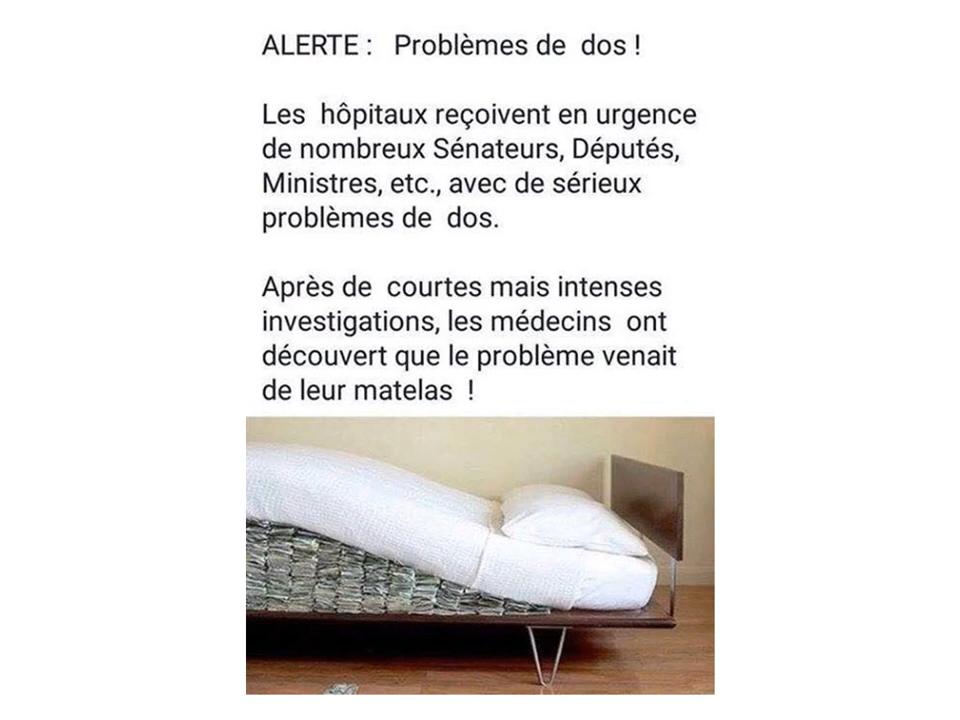 ALERTE : Problèmes de dos !
Les hôpitaux reçoivent en urgence
de nombreux Sénateurs, Députés,
Ministres, etc., avec de sérieux
problèmes de dos.
Après de courtes mais intenses
investigations, les médecins ont
découvert que le problème venait
de leur matelas !